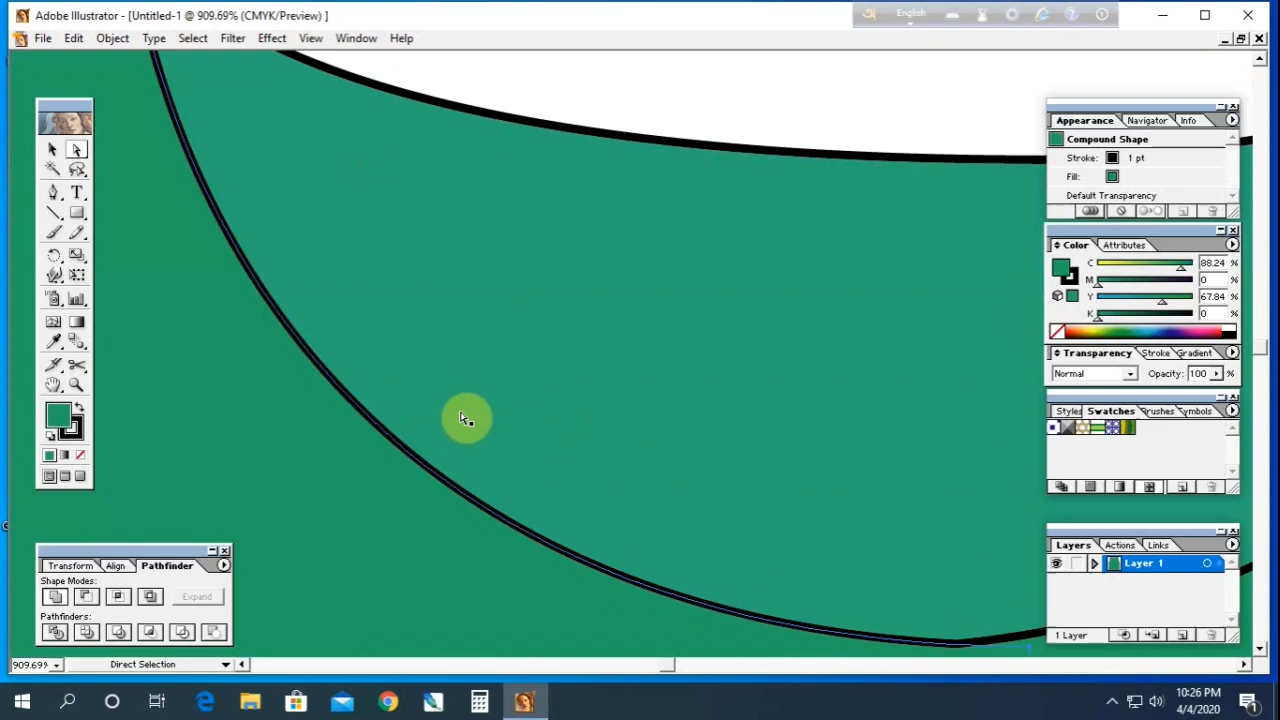 Adobe Illustrator - [Untitled-1 @ 909.69% (CMYK/Preview) ]
English
File Edit Object Type Select Filter Effect View Window Help
Appearance Navigator Info
Compound Shape
Stroke: 1 pt
Fill:
Default Transparency
Color Attributes
C 88.24 %
M 0 %
Y 67.84 %
K 0 %
Transparency Stroke Gradient
Normal Opacity: 100 %
Styles Swatches Brushes Symbols
Layers Actions Links
Layer 1
1 Layer
Transform Align Pathfinder
Shape Modes:
Expand
Pathfinders:
909.69% Direct Selection
10:26 PM
4/4/2020